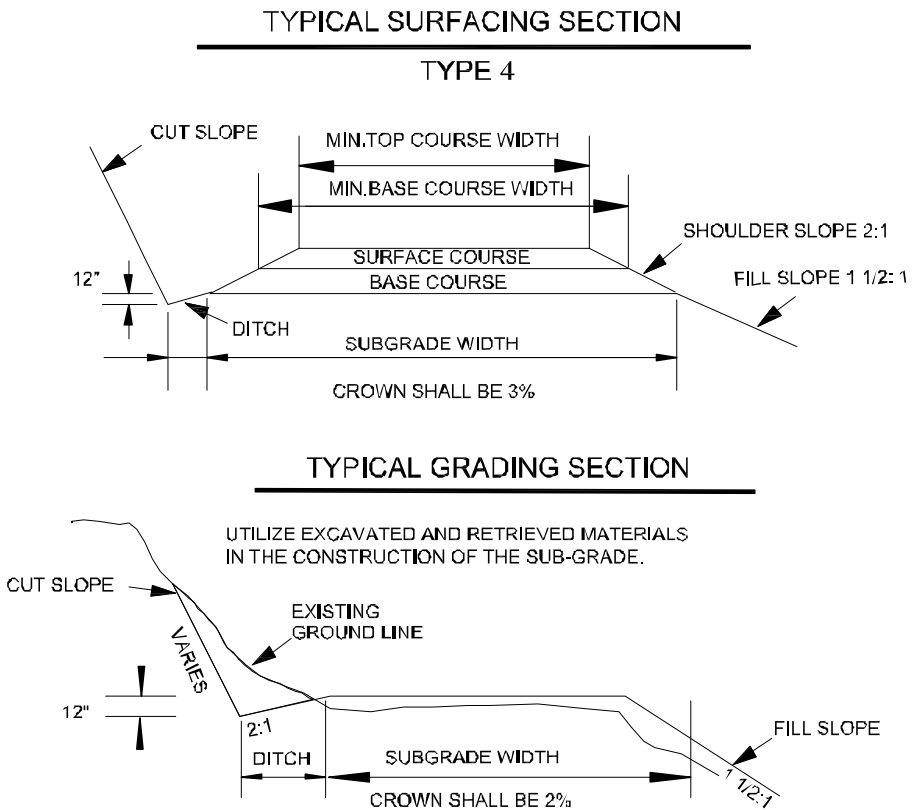 TYPICAL SURFACING SECTION
TYPE 4
CUT SLOPE
MIN.TOP COURSE WIDTH
MIN.BASE COURSE WIDTH
SHOULDER SLOPE 2:1
SURFACE COURSE
12"
BASE COURSE
FILL SLOPE 1 1/2: 1
DITCH
SUBGRADE WIDTH
CROWN SHALL BE 3%
TYPICAL GRADING SECTION
UTILIZE EXCAVATED AND RETRIEVED MATERIALS
IN THE CONSTRUCTION OF THE SUB-GRADE.
CUT SLOPE
EXISTING
GROUND LINE
VARIES
12"
2:1
DITCH
SUBGRADE WIDTH
FILL SLOPE
1 1/2:1
CROWN SHALL BE 2%